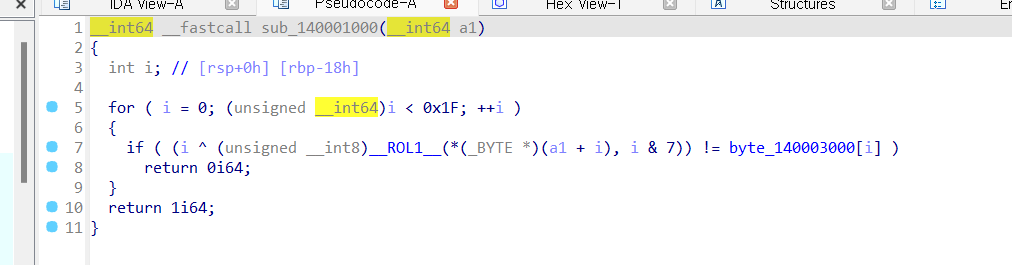 IDA View-A Pseudocode-A Hex View-1 Structures
1 __int64 __fastcall sub_140001000(__int64 a1)
2 {
3 int i; // [rsp+0h] [rbp-18h]
4
5 for ( i = 0; (unsigned __int64)i < 0x1F; ++i )
6 {
7 if ( (i ^ (unsigned __int8)__ROL1__(*(_BYTE *)(a1 + i), i & 7)) != byte_140003000[i] )
8 return 0i64;
9 }
10 return 1i64;
11 }